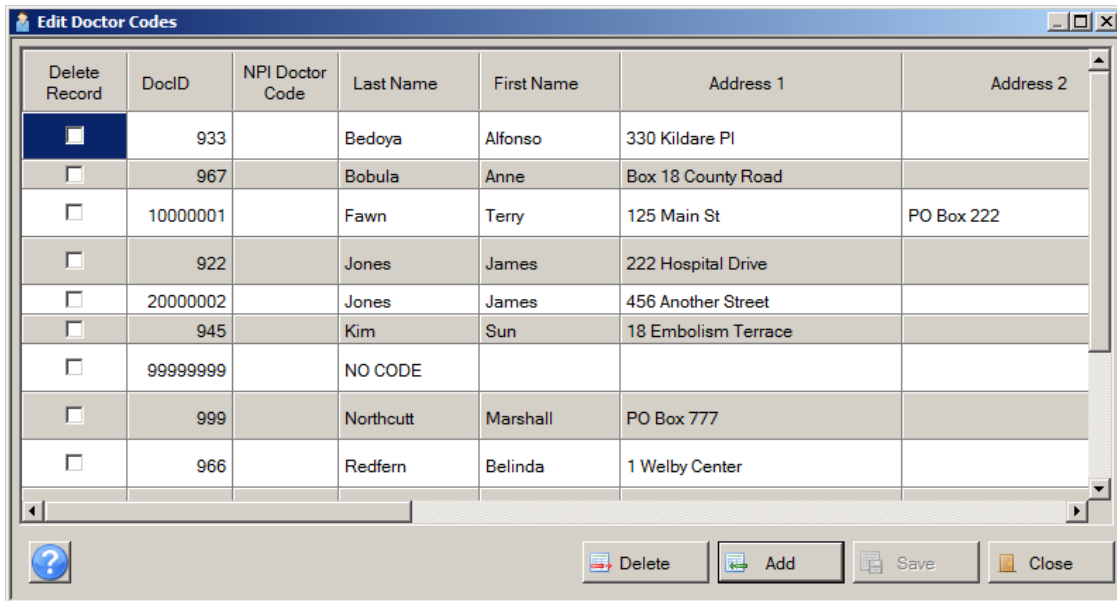 Edit Doctor Codes
Delete Record DocID NPI Doctor Code Last Name First Name Address 1 Address 2
933 Bedoya Alfonso 330 Kildare Pl
967 Bobula Anne Box 18 County Road
10000001 Fawn Terry 125 Main St PO Box 222
922 Jones James 222 Hospital Drive
20000002 Jones James 456 Another Street
945 Kim Sun 18 Embolism Terrace
99999999 NO CODE
999 Northcutt Marshall PO Box 777
966 Redfern Belinda 1 Welby Center
? Delete Add Save Close